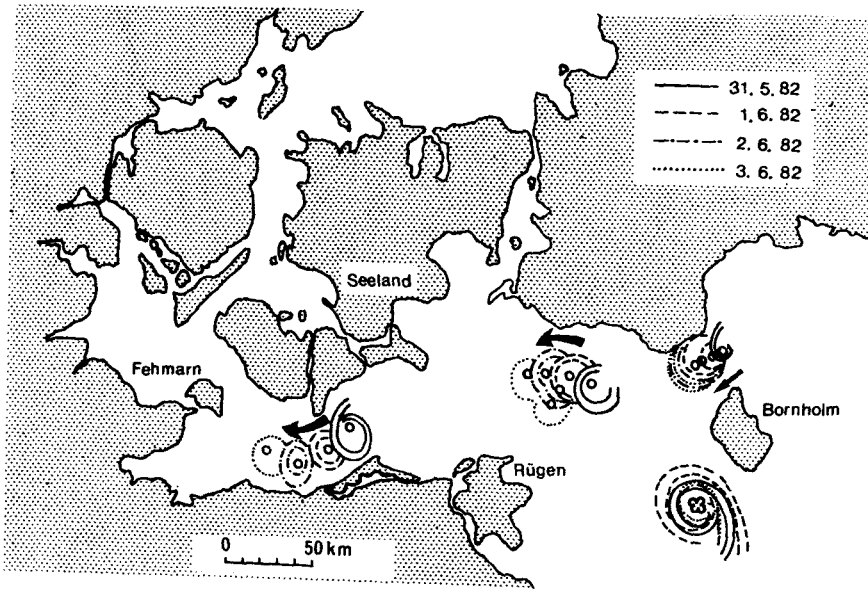 31. 5. 82
1. 6. 82
2. 6. 82
3. 6. 82
Seeland
Fehmarn
Bornholm
Rügen
0 50 km